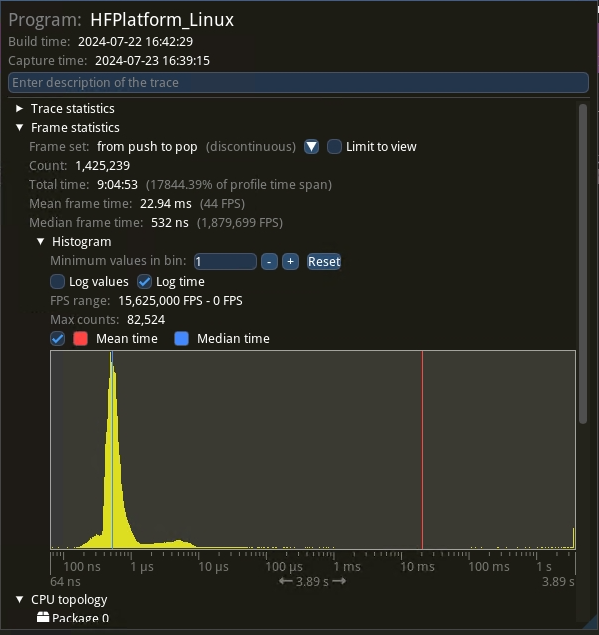 Program: HFPlatform_Linux
Build time: 2024-07-22 16:42:29
Capture time: 2024-07-23 16:39:15
Enter description of the trace
Trace statistics
Frame statistics
Frame set: from push to pop (discontinuous) Limit to view
Count: 1,425,239
Total time: 9:04:53 (17844.39% of profile time span)
Mean frame time: 22.94 ms (44 FPS)
Median frame time: 532 ns (1,879,699 FPS)
Histogram
Minimum values in bin: 1 - + Reset
Log values Log time
FPS range: 15,625,000 FPS - 0 FPS
Max counts: 82,524
Mean time Median time
100 ns 1 µs 10 µs 100 µs 1 ms 10 ms 100 ms 1 s
64 ns 3.89 s 3.89 s
CPU topology
Package 0